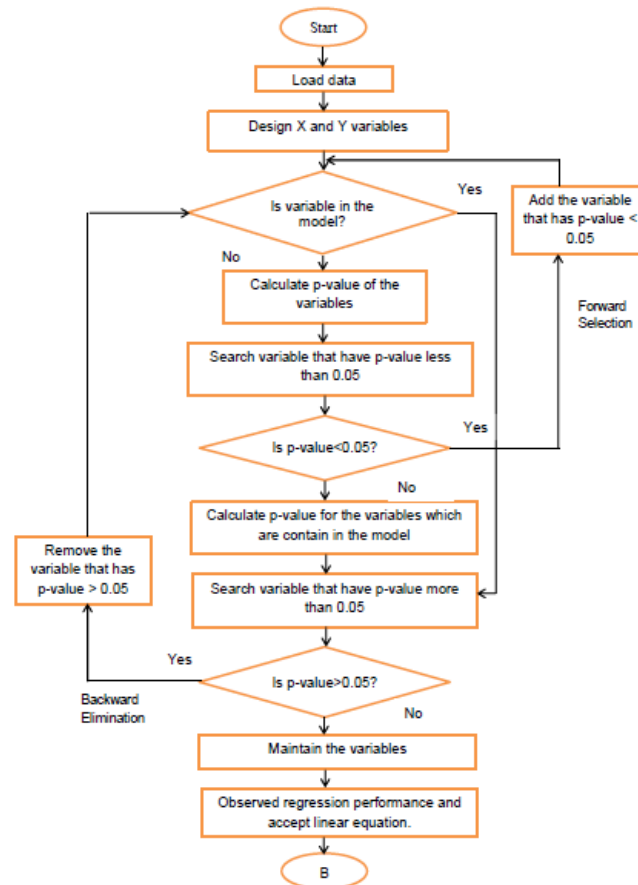 Start
Load data
Design X and Y variables
Is variable in the
model?
Yes
Add the variable
that has p-value <
0.05
No
Calculate p-value of the
variables
Forward
Selection
Search variable that have p-value less
than 0.05
Is p-value<0.05?
Yes
No
Calculate p-value for the variables which
are contain in the model
Remove the
variable that has
p-value > 0.05
Search variable that have p-value more
than 0.05
Yes
Is p-value>0.05?
Backward
Elimination
No
Maintain the variables
Observed regression performance and
accept linear equation.
B